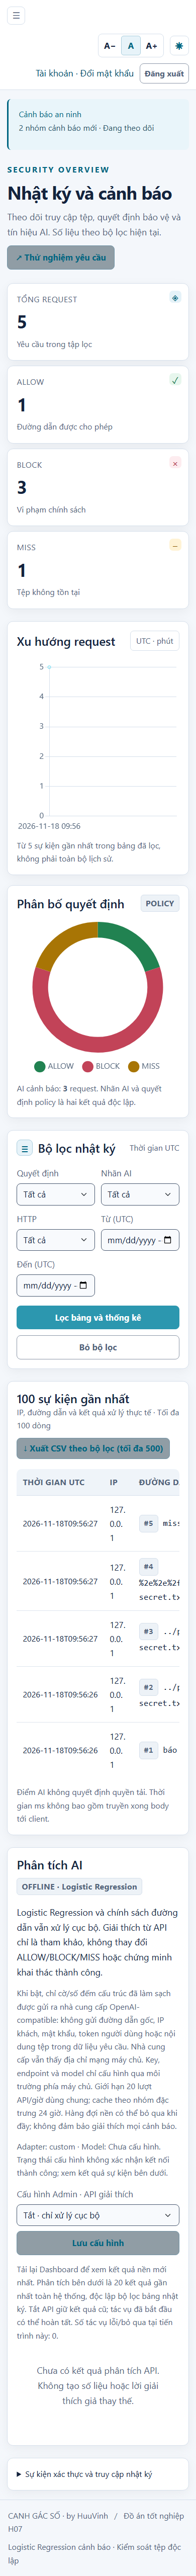 ☰
A− A A+
Tài khoản · Đổi mật khẩu Đăng xuất
Cảnh báo an ninh
2 nhóm cảnh báo mới · Đang theo dõi
SECURITY OVERVIEW
Nhật ký và cảnh báo
Theo dõi truy cập tệp, quyết định bảo vệ và
tín hiệu AI. Số liệu theo bộ lọc hiện tại.
↗ Thử nghiệm yêu cầu
TỔNG REQUEST
5
Yêu cầu trong tập lọc
ALLOW
✓
1
Đường dẫn được cho phép
BLOCK
×
3
Vi phạm chính sách
MISS
−
1
Tệp không tồn tại
Xu hướng request
UTC · phút
5
4
3
2
1
0
2026-11-18 09:56
Từ 5 sự kiện gần nhất trong bảng đã lọc,
không phải toàn bộ lịch sử.
Phân bố quyết định
POLICY
ALLOW BLOCK MISS
AI cảnh báo: 3 request. Nhãn AI và quyết
định policy là hai kết quả độc lập.
☰ Bộ lọc nhật ký
Thời gian UTC
Quyết định Nhãn AI
Tất cả Tất cả
HTTP Từ (UTC)
Tất cả mm/dd/yyyy -
Đến (UTC)
mm/dd/yyyy -
Lọc bảng và thống kê
Bỏ bộ lọc
100 sự kiện gần nhất
IP, đường dẫn và kết quả xử lý thực tế · Tối đa
100 dòng
↓ Xuất CSV theo bộ lọc (tối đa 500)
THỜI GIAN UTC IP ĐƯỜNG D
2026-11-18T09:56:27 127.0.0.1 #5 miss
2026-11-18T09:56:27 127.0.0.1 #4 %2e%2e%2f secret.tx
2026-11-18T09:56:27 127.0.0.1 #3 ../p secret.tx
2026-11-18T09:56:26 127.0.0.1 #2 ../p secret.tx
2026-11-18T09:56:26 127.0.0.1 #1 báo
Điểm AI không quyết định quyền tải. Thời
gian ms không bao gồm truyền xong body
tới client.
Phân tích AI
OFFLINE · Logistic Regression
Logistic Regression và chính sách đường
dẫn vẫn xử lý cục bộ. Giải thích từ API
chỉ là tham khảo, không thay đổi
ALLOW/BLOCK/MISS hoặc chứng minh
khai thác thành công.
Khi bật, chỉ cờ/số đếm cấu trúc đã làm sạch
được gửi ra nhà cung cấp OpenAI-
compatible: không gửi đường dẫn gốc, IP
khách, mật khẩu, token người dùng hoặc nội
dung tệp trong dữ liệu yêu cầu. Nhà cung
cấp vẫn thấy địa chỉ mạng máy chủ. Key,
endpoint và model chỉ cấu hình qua môi
trường phía máy chủ. Giới hạn 20 lượt
API/giờ dùng chung; cache theo nhóm đặc
trưng 24 giờ. Hàng đợi nền có thể bỏ qua khi
đầy; không đảm bảo giải thích mọi cảnh báo.
Adapter: custom · Model: Chưa cấu hình.
Trạng thái cấu hình không xác nhận kết nối
thành công; xem kết quả sự kiện bên dưới.
Cấu hình Admin · API giải thích
Tắt · chỉ xử lý cục bộ
Lưu cấu hình
Tải lại Dashboard để xem kết quả nền mới
nhất. Phân tích bên dưới là 20 kết quả gần
nhất toàn hệ thống, độc lập bộ lọc bảng nhật
ký. Tắt API giữ kết quả cũ; tác vụ đã bắt đầu
có thể hoàn tất. Số tác vụ lỗi/bỏ qua tại tiến
trình này: 0.
Chưa có kết quả phân tích API.
Không tạo số liệu hoặc lời giải
thích giả thay thế.
▸ Sự kiện xác thực và truy cập nhật ký
CANH GÁC SỐ · by HuuVinh / Đồ án tốt nghiệp
H07
Logistic Regression cảnh báo · Kiểm soát tệp độc
lập